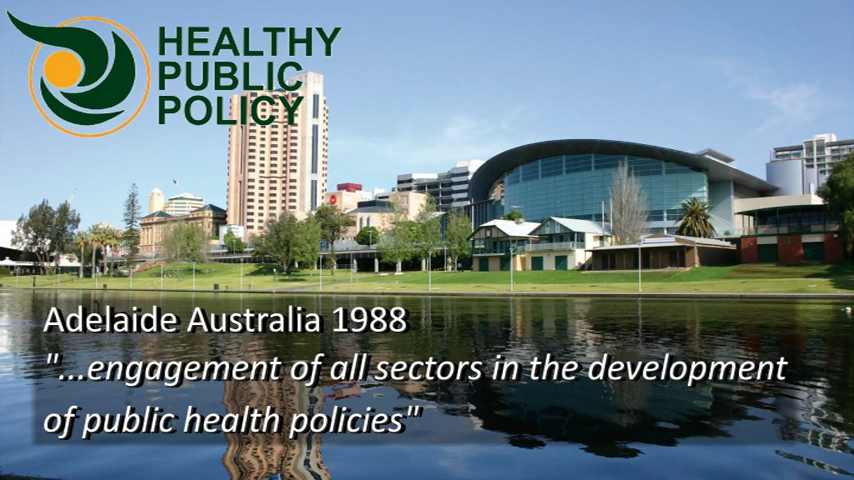 HEALTHY
PUBLIC
POLICY
Adelaide Australia 1988
"...engagement of all sectors in the development
of public health policies"